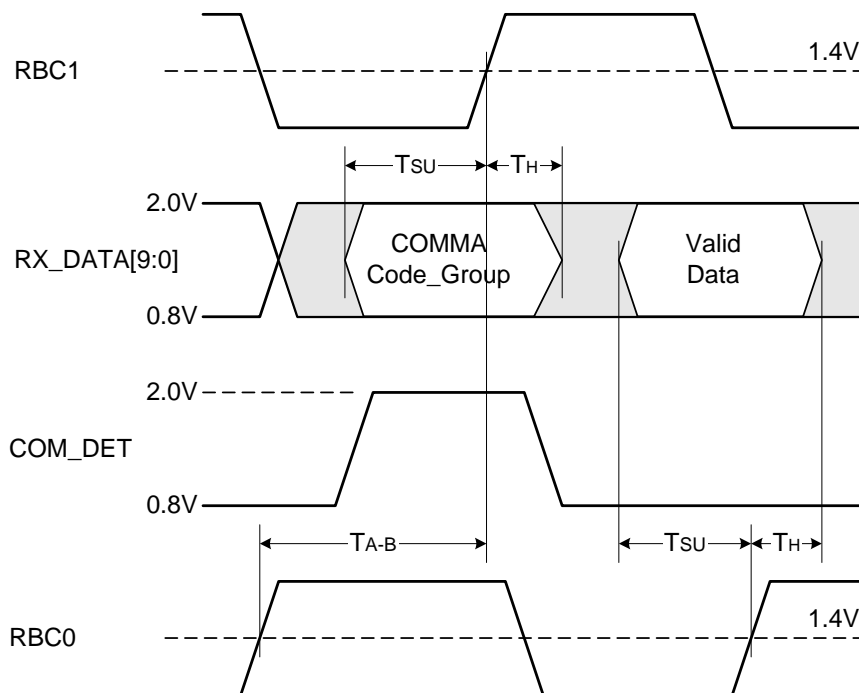 1.4V
RBC1
TSU
TH
2.0V
RX_DATA[9:0]
COMMA
Code_Group
Valid
Data
0.8V
2.0V
COM_DET
0.8V
TA-B
TSU
TH
1.4V
RBC0